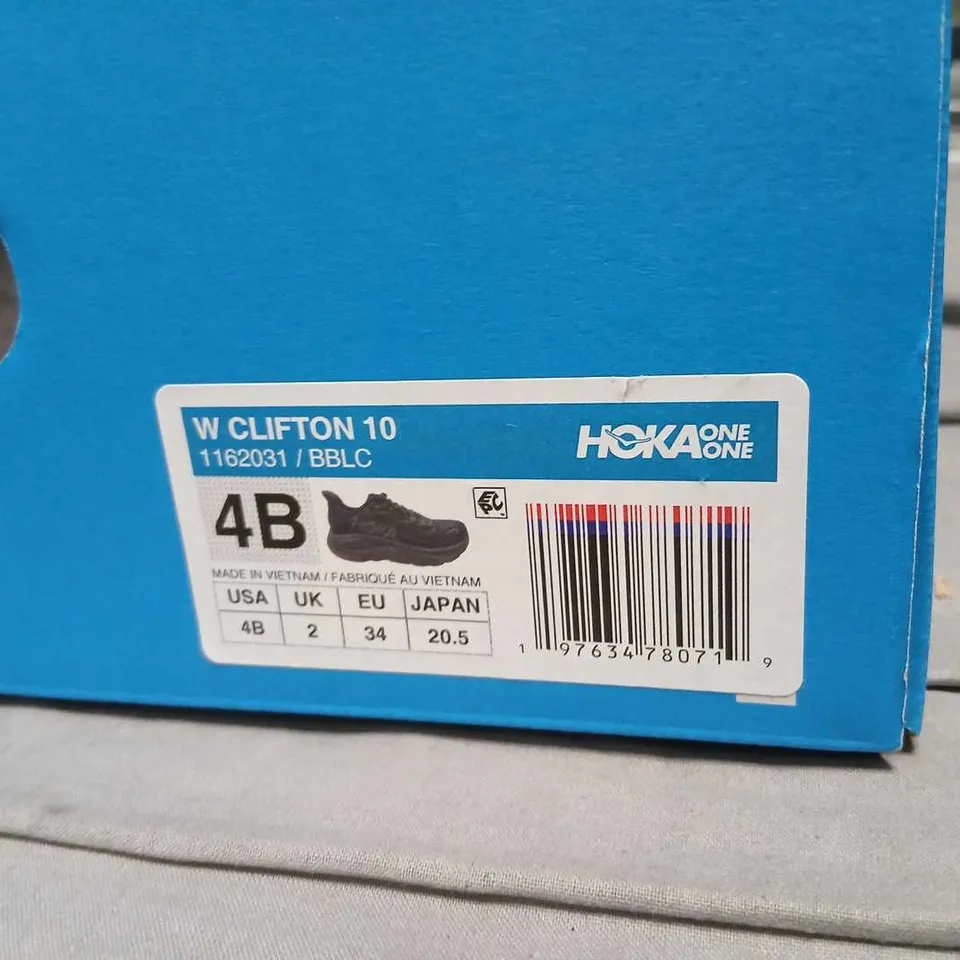 W CLIFTON 10
1162031 / BBLC
HOKA ONE ONE
4B
EPC
MADE IN VIETNAM / FABRIQUÉ AU VIETNAM
USA UK EU JAPAN
4B 2 34 20.5
1 97634 78071 9